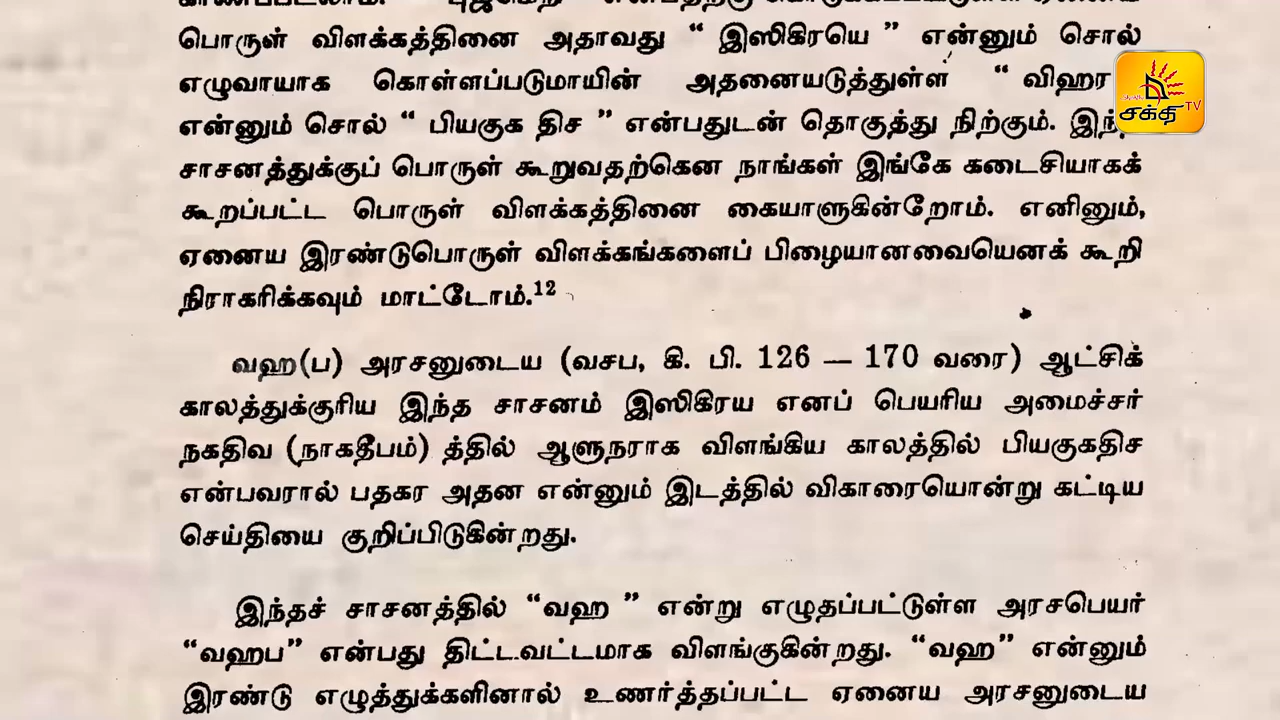 பொருள் விளக்கத்தினை அதாவது “ இஸிகிரயெ ” என்னும் சொல்
எழுவாயாக கொள்ளப்படுமாயின் அதனையடுத்துள்ள “ விஹர
என்னும் சொல் “ பியகுக திச ” என்பதுடன் தொகுத்து நிற்கும்.
சாசனத்துக்குப் பொருள் கூறுவதற்கென நாங்கள் இங்கே கடைசியாகக்
கூறப்பட்ட பொருள் விளக்கத்தினை கையாளுகின்றோம். எனினும்,
ஏனைய இரண்டுபொருள் விளக்கங்களைப் பிழையானவையெனக் கூறி
நிராகரிக்கவும் மாட்டோம்.12
வஹ(ப) அரசனுடைய (வசப, கி. பி. 126 — 170 வரை) ஆட்சிக்
காலத்துக்குரிய இந்த சாசனம் இஸிகிரய எனப் பெயரிய அமைச்சர்
நகதிவ (நாகதீபம்) த்தில் ஆளுநராக விளங்கிய காலத்தில் பியகுகதிச
என்பவரால் பதகர அதன என்னும் இடத்தில் விகாரையொன்று கட்டிய
செய்தியை குறிப்பிடுகின்றது.
இந்தச் சாசனத்தில் “வஹ ” என்று எழுதப்பட்டுள்ள அரசபெயர்
“வஹப” என்பது திட்டவட்டமாக விளங்குகின்றது. “வஹ” என்னும்
இரண்டு எழுத்துக்களினால் உணர்த்தப்பட்ட ஏனைய அரசனுடைய
சக்தி TV